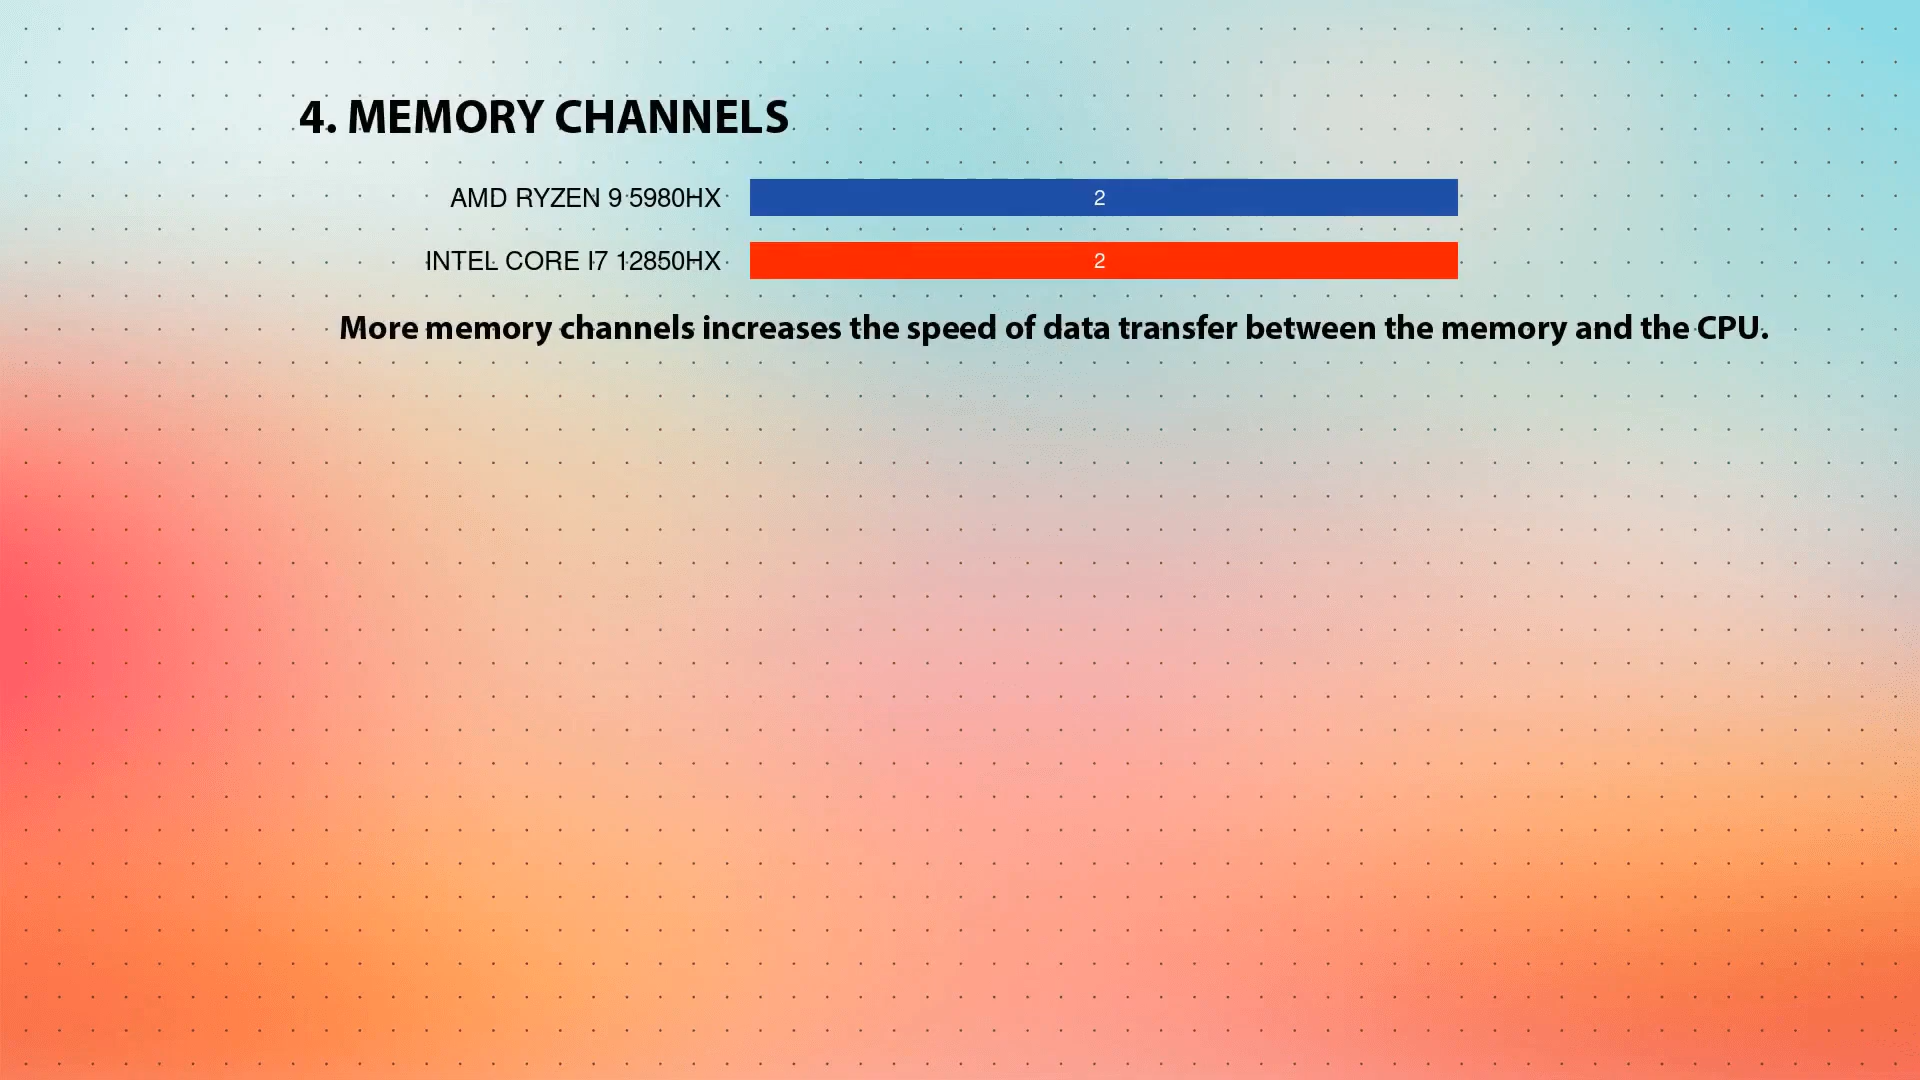 4. MEMORY CHANNELS
AMD RYZEN 9 5980HX 2
INTEL CORE I7 12850HX 2
More memory channels increases the speed of data transfer between the memory and the CPU.